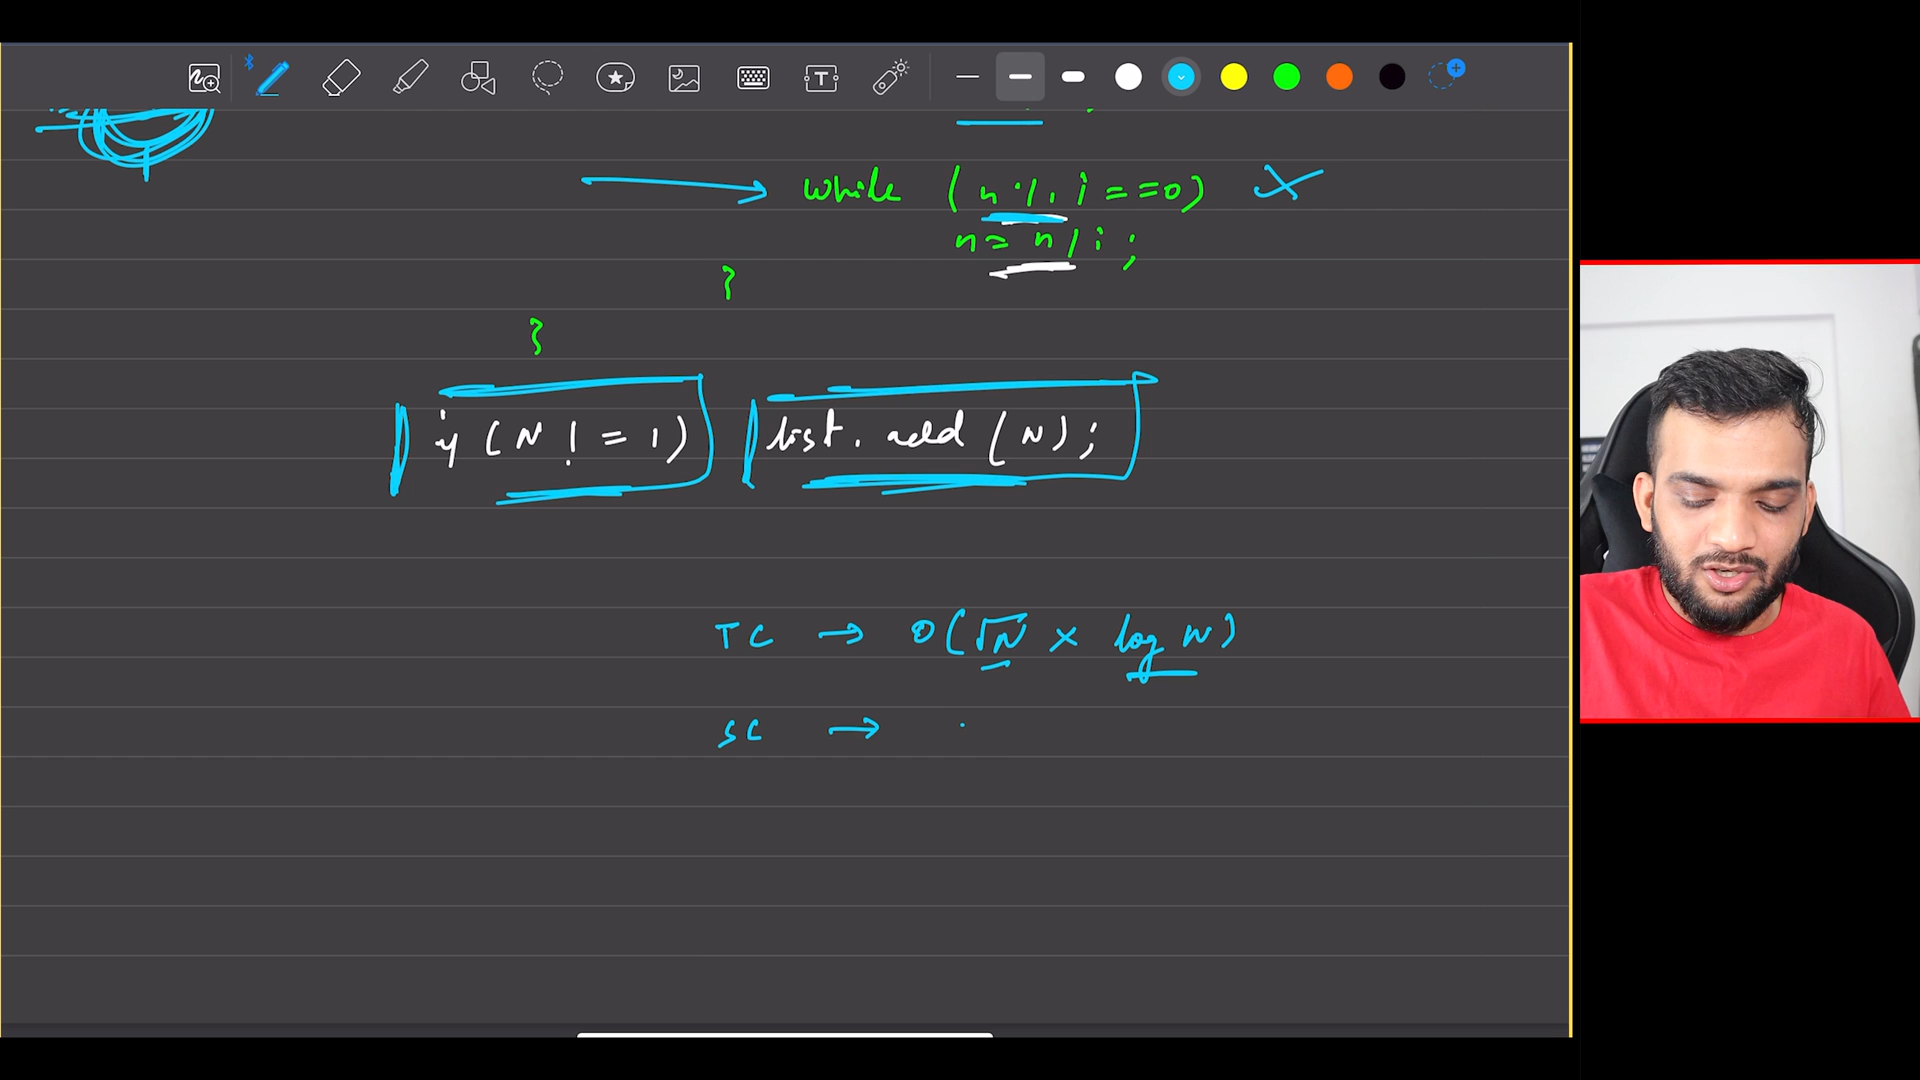 while (n % i == 0)
n = n / i ;
}
}
if (N ! = 1) list. add (N) ;
TC → O(√N × log N)
SC →